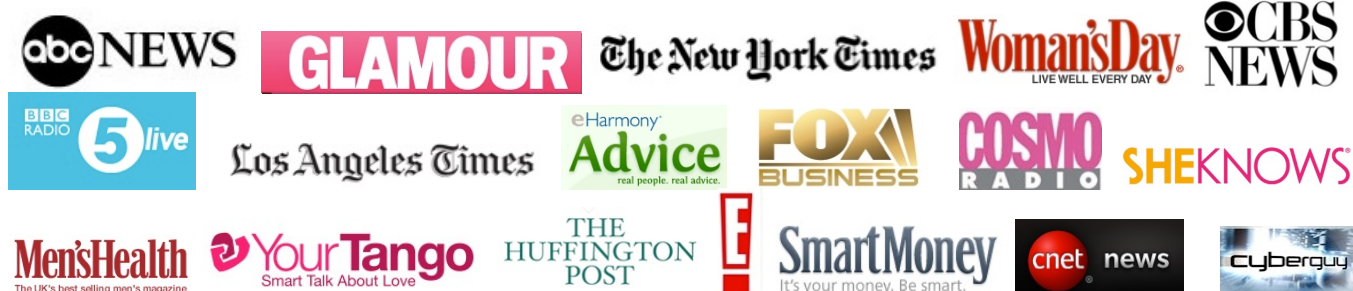 abc NEWS
GLAMOUR
The New York Times
Woman'sDay
LIVE WELL EVERY DAY
CBS
NEWS
BBC
RADIO
5 live
Los Angeles Times
eHarmony
Advice
real people. real advice.
FOX
BUSINESS
COSMO
RADIO
SHEKNOWS
Men'sHealth
The UK's best selling men's magazine
YourTango
Smart Talk About Love
THE
HUFFINGTON
POST
E
SmartMoney
It's your money. Be smart.
cnet news
cyberguy